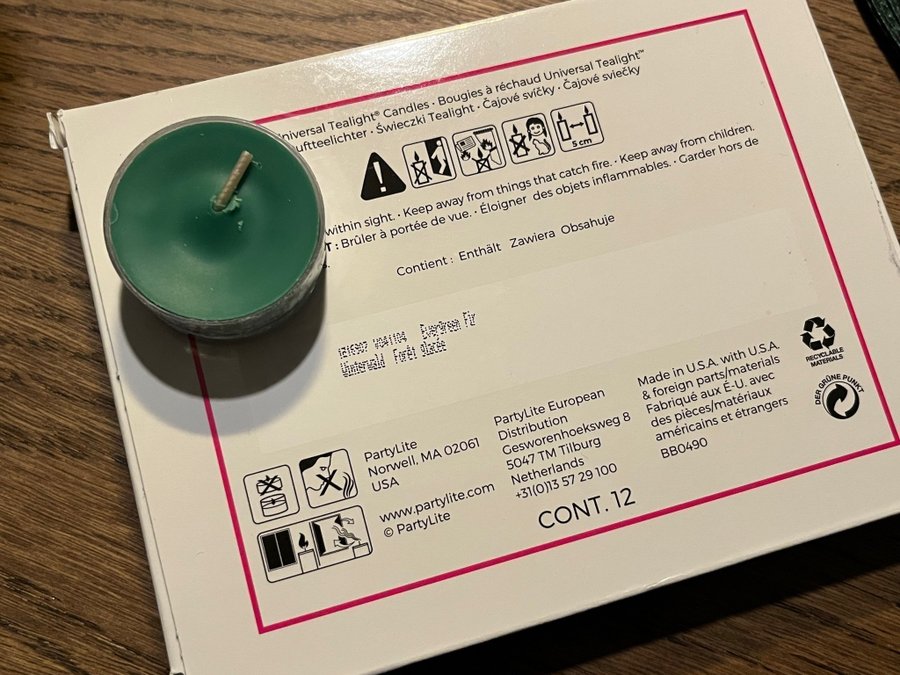 Universal Tealight® Candles · Bougies à réchaud Universal Tealight™
uftteelichter · Świeczki Tealight · Čajové svíčky · Čajové sviečky
5 cm
within sight. · Keep away from things that catch fire. · Keep away from children.
: Brûler à portée de vue. · Éloigner des objets inflammables. · Garder hors de
Contient : Enthält Zawiera Obsahuje
V041104 Evergreen Fir
Winterwald Forêt glacée
PartyLite
Norwell, MA 02061
USA
www.partylite.com
© PartyLite
PartyLite European
Distribution
Gesworenhoeksweg 8
5047 TM Tilburg
Netherlands
+31(0)13 57 29 100
CONT. 12
Made in U.S.A. with U.S.A.
& foreign parts/materials
Fabriqué aux É-U. avec
des pièces/matériaux
américains et étrangers
BB0490
RECYCLABLE
MATERIALS
DER GRÜNE PUNKT